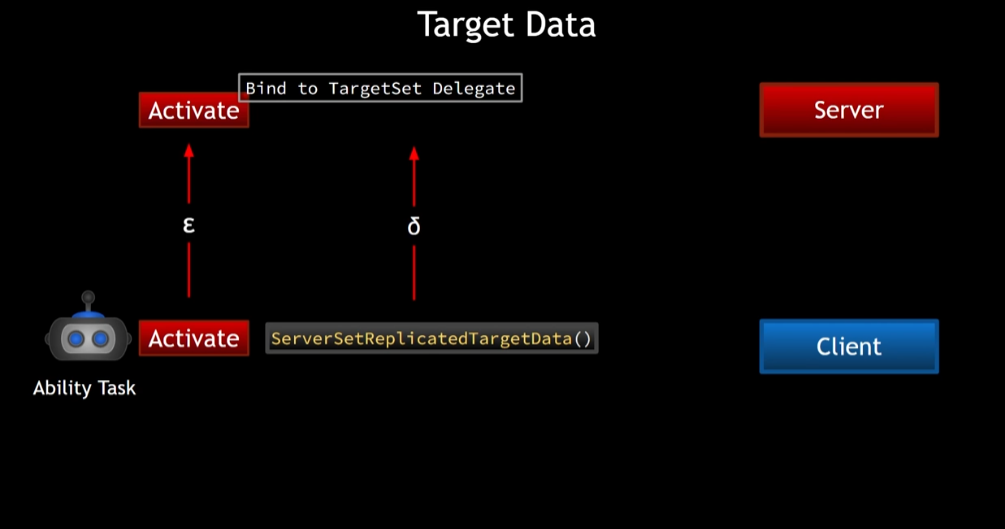 Target Data
Bind to TargetSet Delegate
Activate
Server
ε
δ
Activate
ServerSetReplicatedTargetData()
Client
Ability Task